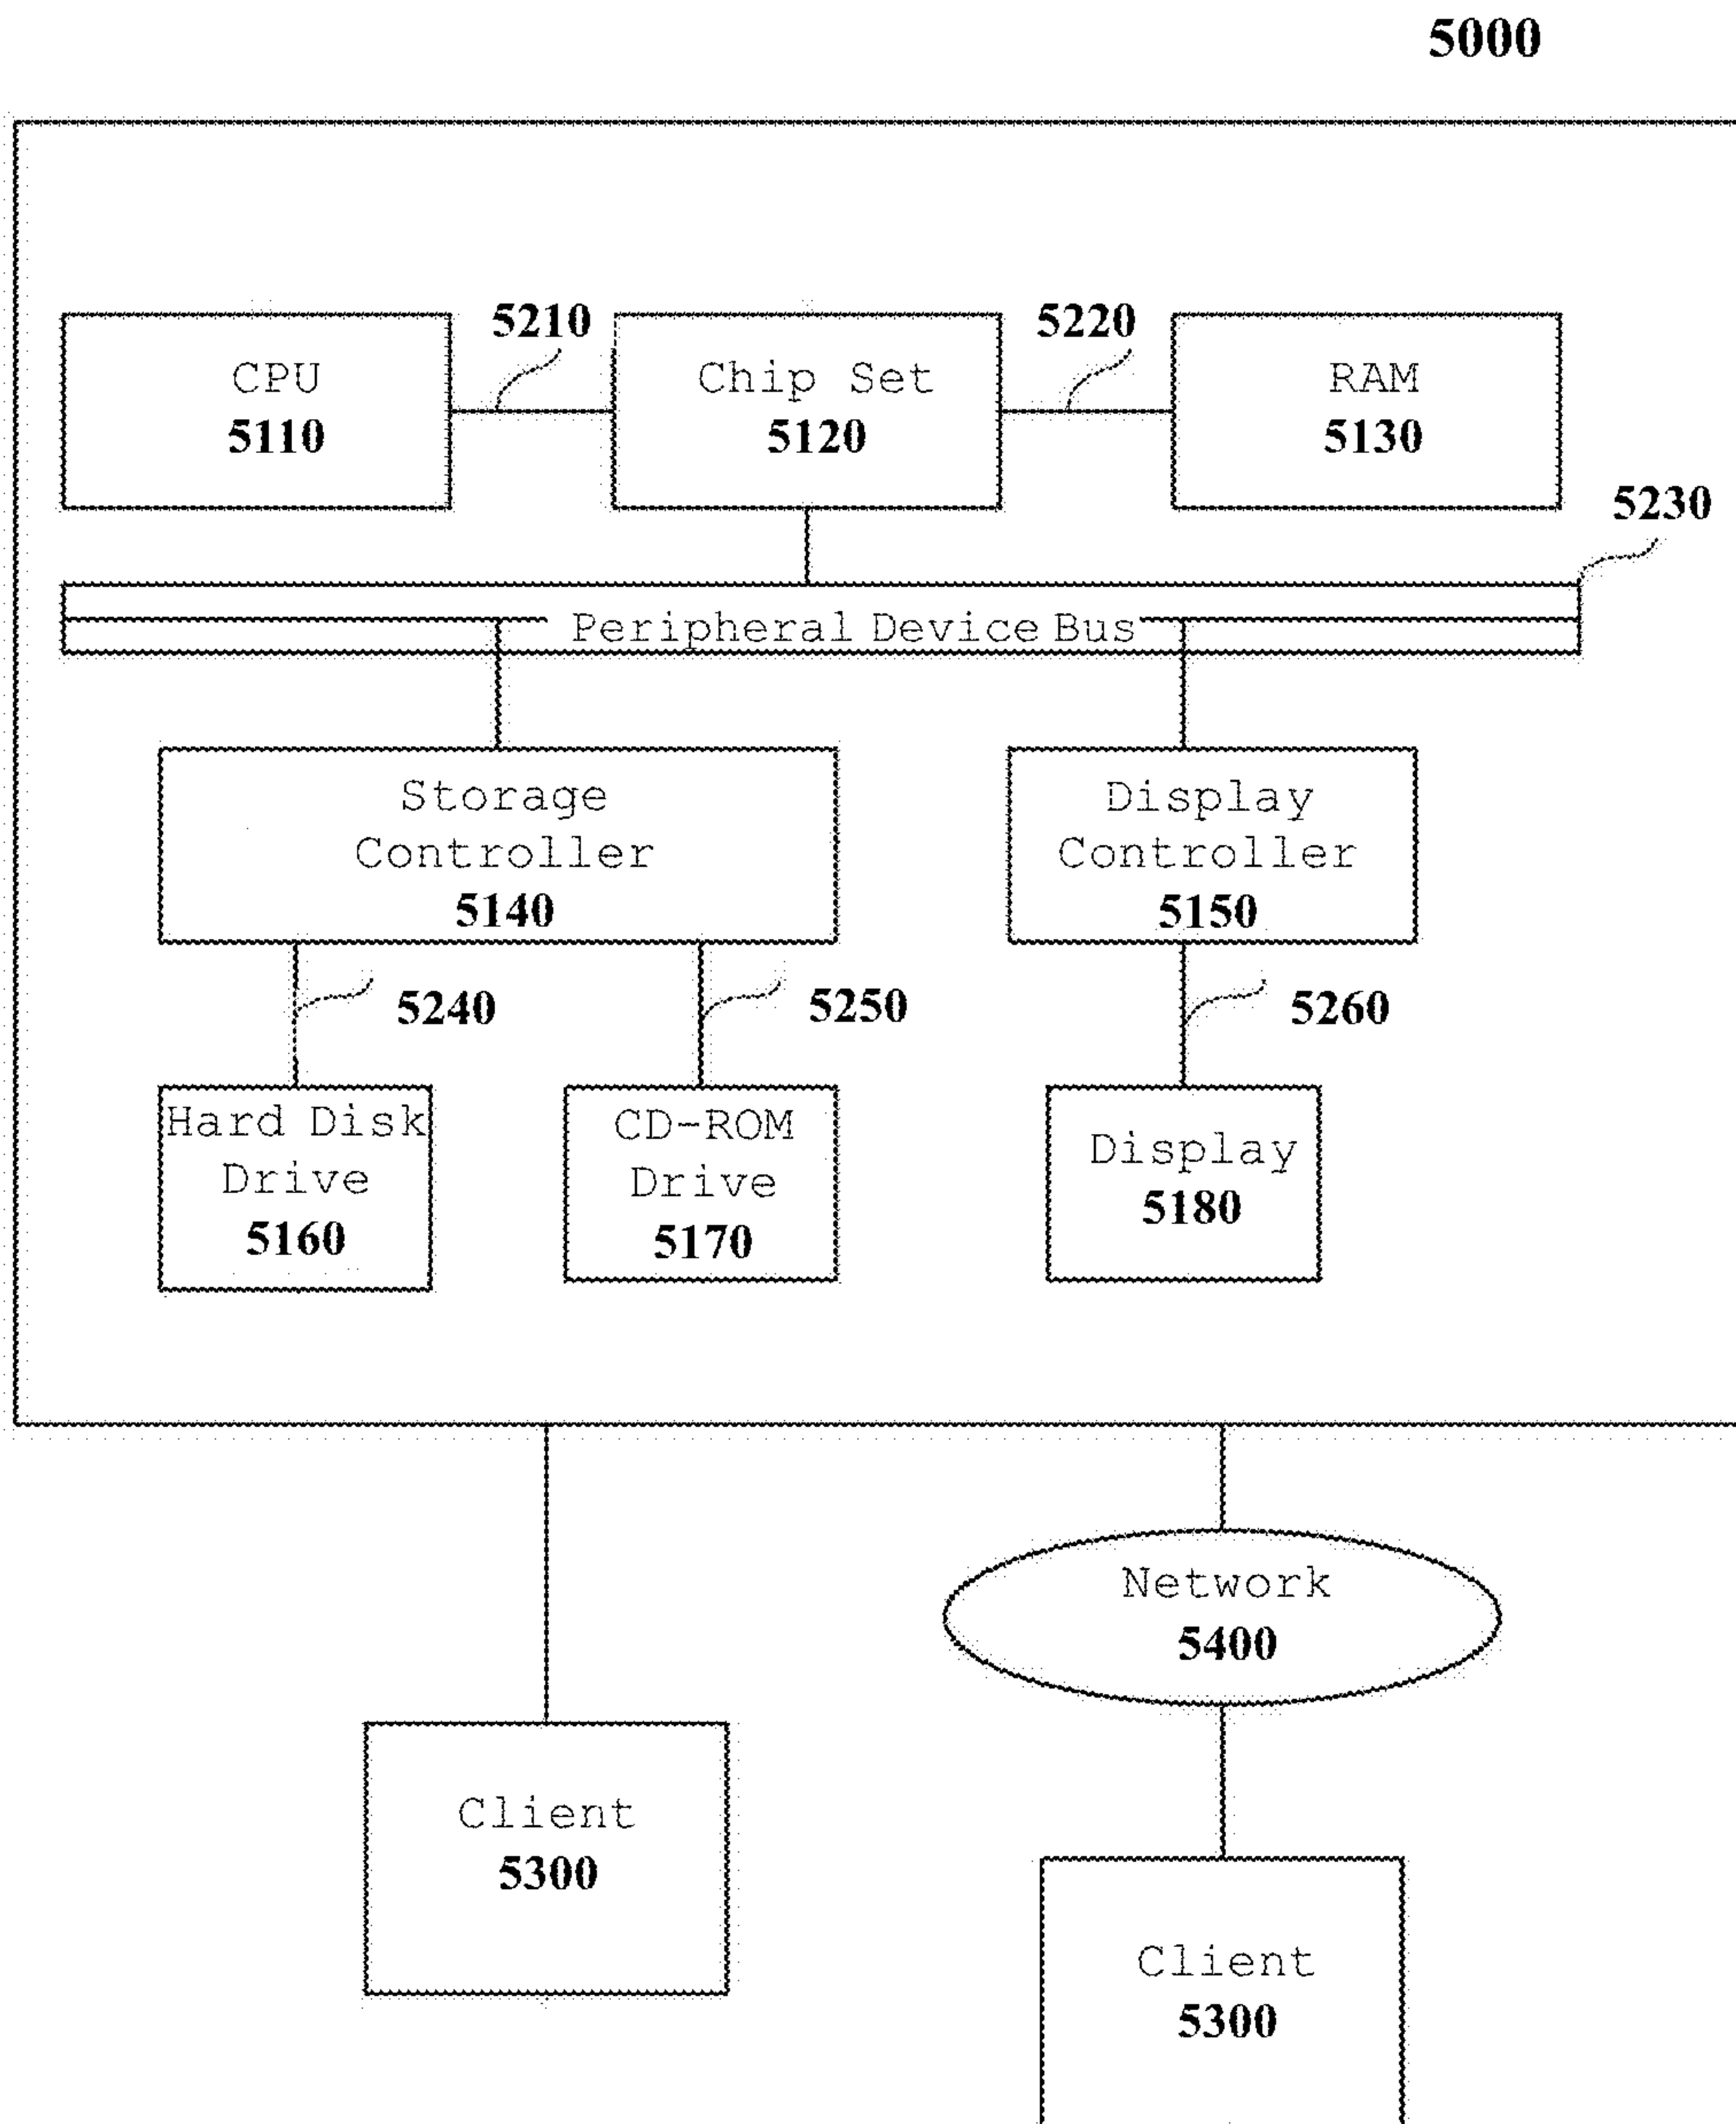 5000
CPU
5110
5210
Chip Set
5120
5220
RAM
5130
5230
Peripheral Device Bus
Storage
Controller
5140
Display
Controller
5150
5240
5250
5260
Hard Disk
Drive
5160
CD-ROM
Drive
5170
Display
5180
Network
5400
Client
5300
Client
5300